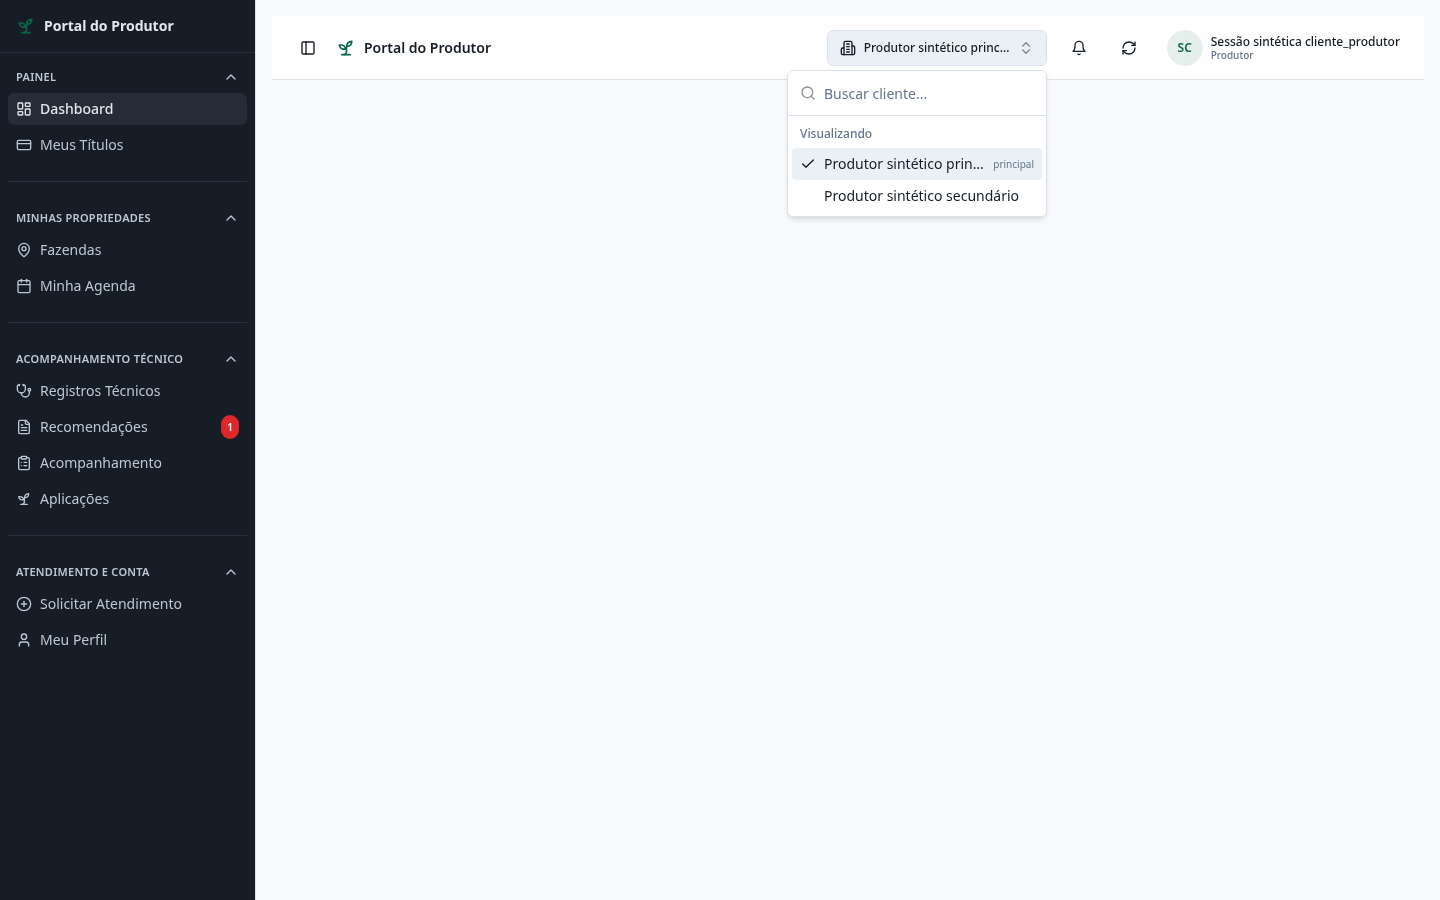 Portal do Produtor
PAINEL
Dashboard
Meus Títulos
MINHAS PROPRIEDADES
Fazendas
Minha Agenda
ACOMPANHAMENTO TÉCNICO
Registros Técnicos
Recomendações 1
Acompanhamento
Aplicações
ATENDIMENTO E CONTA
Solicitar Atendimento
Meu Perfil
Portal do Produtor
Produtor sintético princ...
SC
Sessão sintética cliente_produtor
Produtor
Buscar cliente...
Visualizando
Produtor sintético prin... principal
Produtor sintético secundário